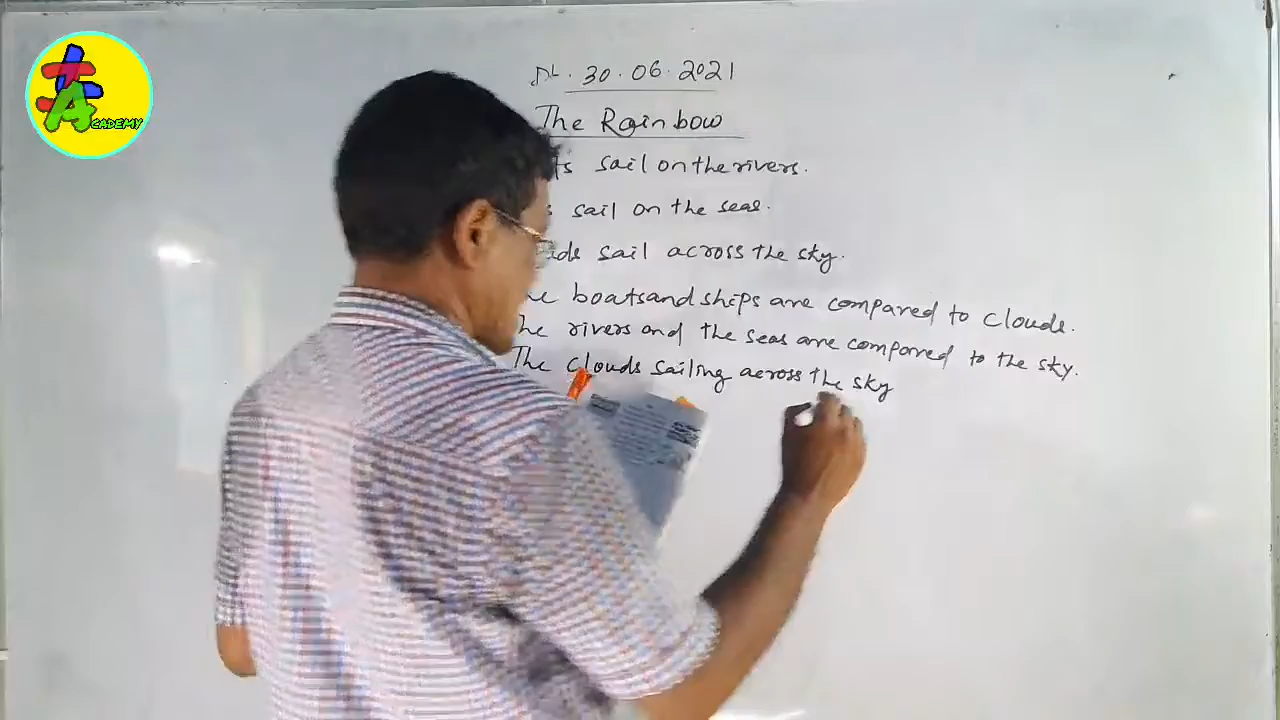 Dt. 30.06.2021
The Rainbow
ts sail on the rivers.
s sail on the seas.
uds sail across the sky.
he boats and ships are compared to clouds.
he rivers and the seas are compared to the sky.
The clouds sailing across the sky
ACADEMY